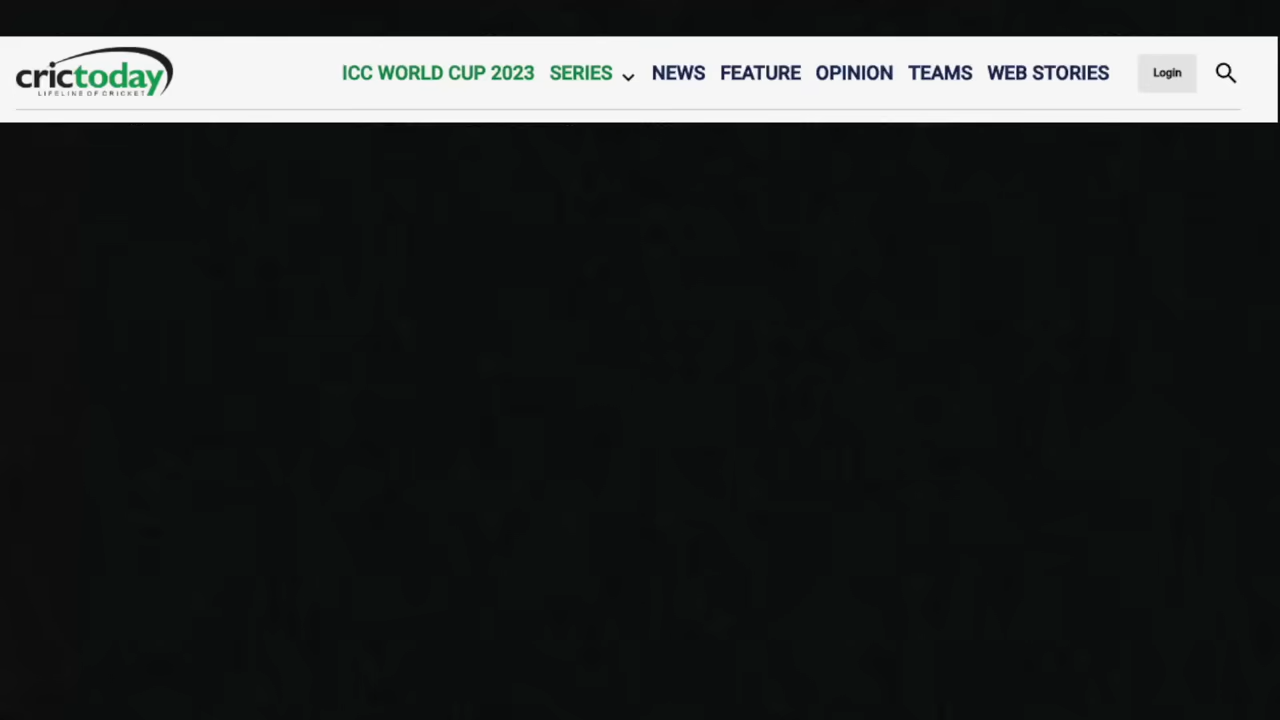 crictoday
LIFELINE OF CRICKET
ICC WORLD CUP 2023 SERIES NEWS FEATURE OPINION TEAMS WEB STORIES Login